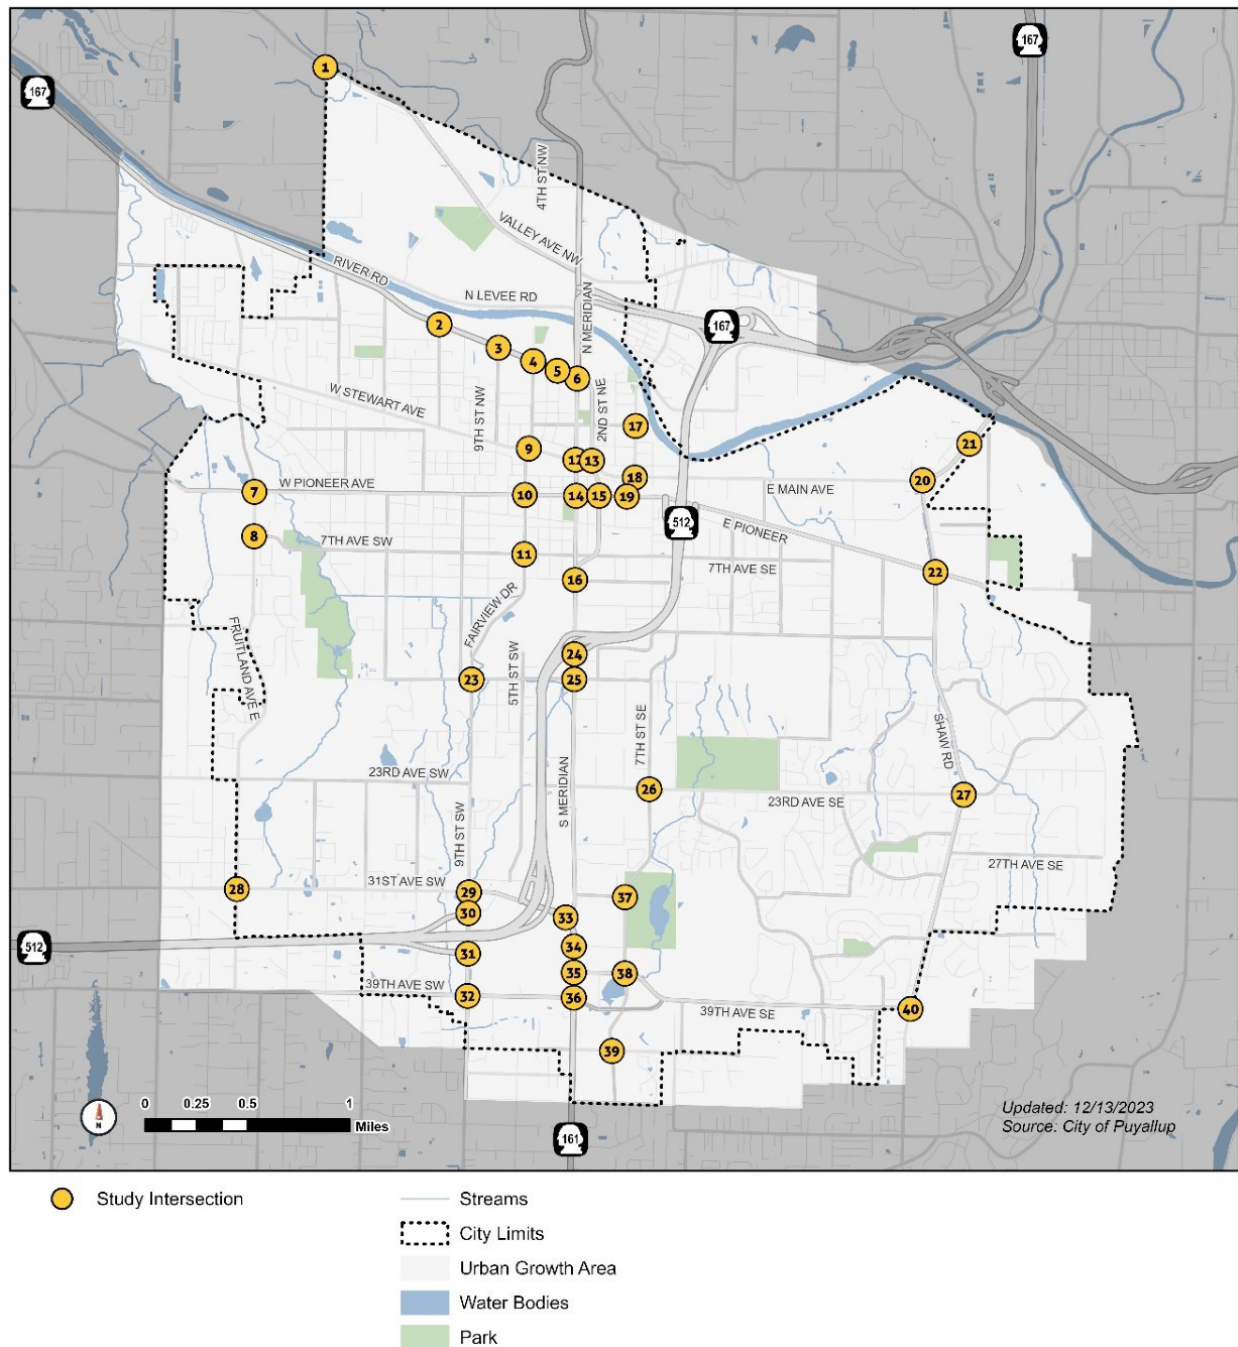 167
1
167
4TH ST NW
VALLEY AVE NW
RIVER RD
N LEVEE RD
N MERIDIAN
167
2
3
4
5
6
W STEWART AVE
9TH ST NW
2ND ST NE
17
21
9
12
13
18
20
7
W PIONEER AVE
10
14
15
19
E MAIN AVE
512
E PIONEER
8
7TH AVE SW
11
7TH AVE SE
22
16
FAIRVIEW DR
FRUITLAND AVE E
5TH ST SW
24
23
25
7TH ST SE
SHAW RD
S MERIDIAN
23RD AVE SW
26
23RD AVE SE
27
9TH ST SW
27TH AVE SE
28
31ST AVE SW
29
37
30
33
512
31
34
35
38
39TH AVE SW
32
36
39TH AVE SE
40
39
N
0 0.25 0.5 1
Miles
161
Updated: 12/13/2023
Source: City of Puyallup
Study Intersection
Streams
City Limits
Urban Growth Area
Water Bodies
Park